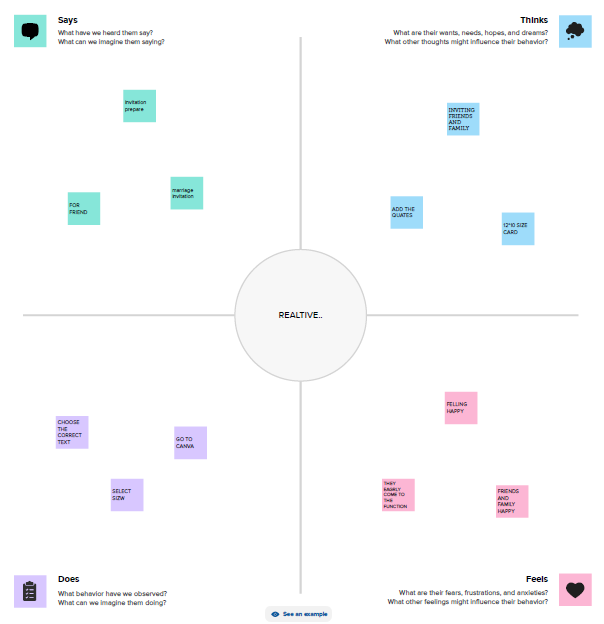 Says
What have we heard them say?
What can we imagine them saying?
Thinks
What are their wants, needs, hopes, and dreams?
What other thoughts might influence their behavior?
invitation
prepare
marriage
invitation
FOR
FRIEND
INVITING
FRIENDS
AND
FAMILY
ADD THE
QUATES
12*10 SIZE
CARD
REALTIVE..
CHOOSE
THE
CORRECT
TEXT
GO TO
CANVA
SELECT
SIZW
FELLING
HAPPY
THEY
EAGRLY
COME TO
THE
FUNCTION
FRIENDS
AND
FAMILY
HAPPY
Does
What behavior have we observed?
What can we imagine them doing?
Feels
What are their fears, frustrations, and anxieties?
What other feelings might influence their behavior?
See an example